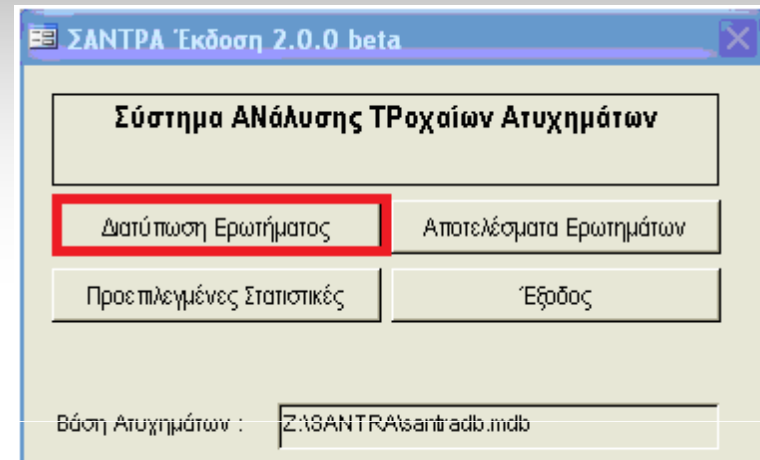 ΣΑΝΤΡΑ Έκδοση 2.0.0 beta
Σύστημα ΑΝάλυσης ΤΡοχαίων Ατυχημάτων
Διατύπωση Ερωτήματος
Αποτελέσματα Ερωτημάτων
Προεπιλεγμένες Στατιστικές
Έξοδος
Βάση Ατυχημάτων :
Z:\SANTRA\santradb.mdb